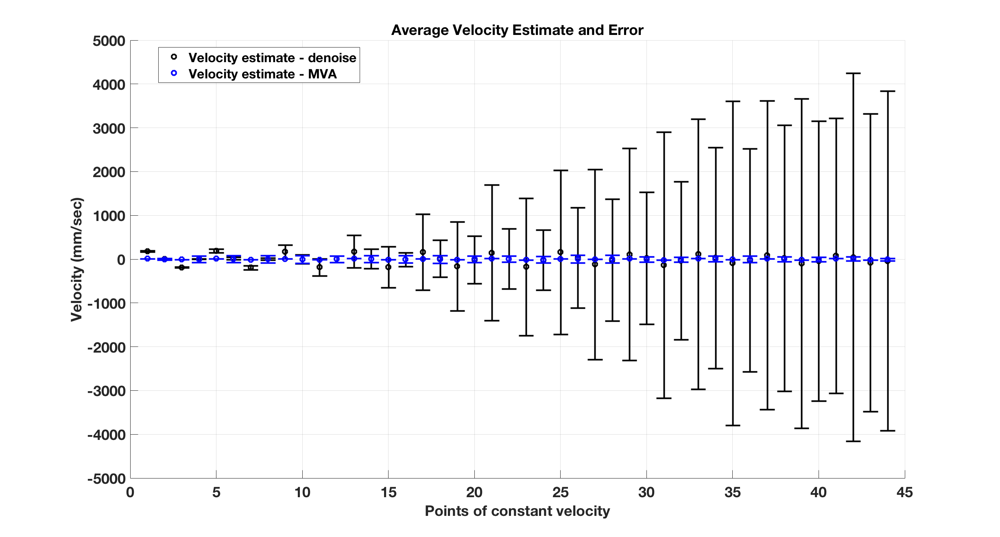 Average Velocity Estimate and Error
5000
4000
3000
2000
1000
0
-1000
-2000
-3000
-4000
-5000
Velocity estimate - denoise
Velocity estimate - MVA
Velocity (mm/sec)
0 5 10 15 20 25 30 35 40 45
Points of constant velocity